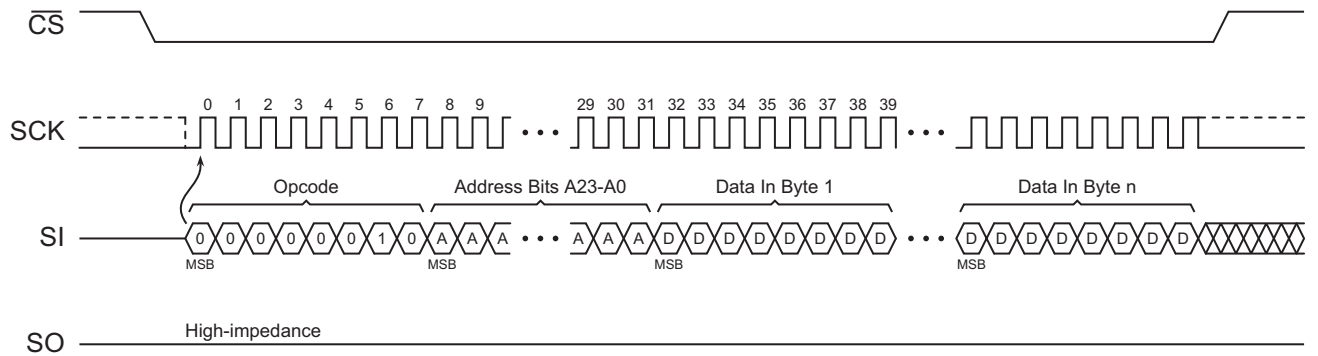 CS
0 1 2 3 4 5 6 7 8 9 29 30 31 32 33 34 35 36 37 38 39
SCK
Opcode Address Bits A23-A0 Data In Byte 1 Data In Byte n
SI 0 0 0 0 0 0 1 0 A A A A A A D D D D D D D D D D D D D D D D
MSB MSB MSB MSB
High-impedance
SO